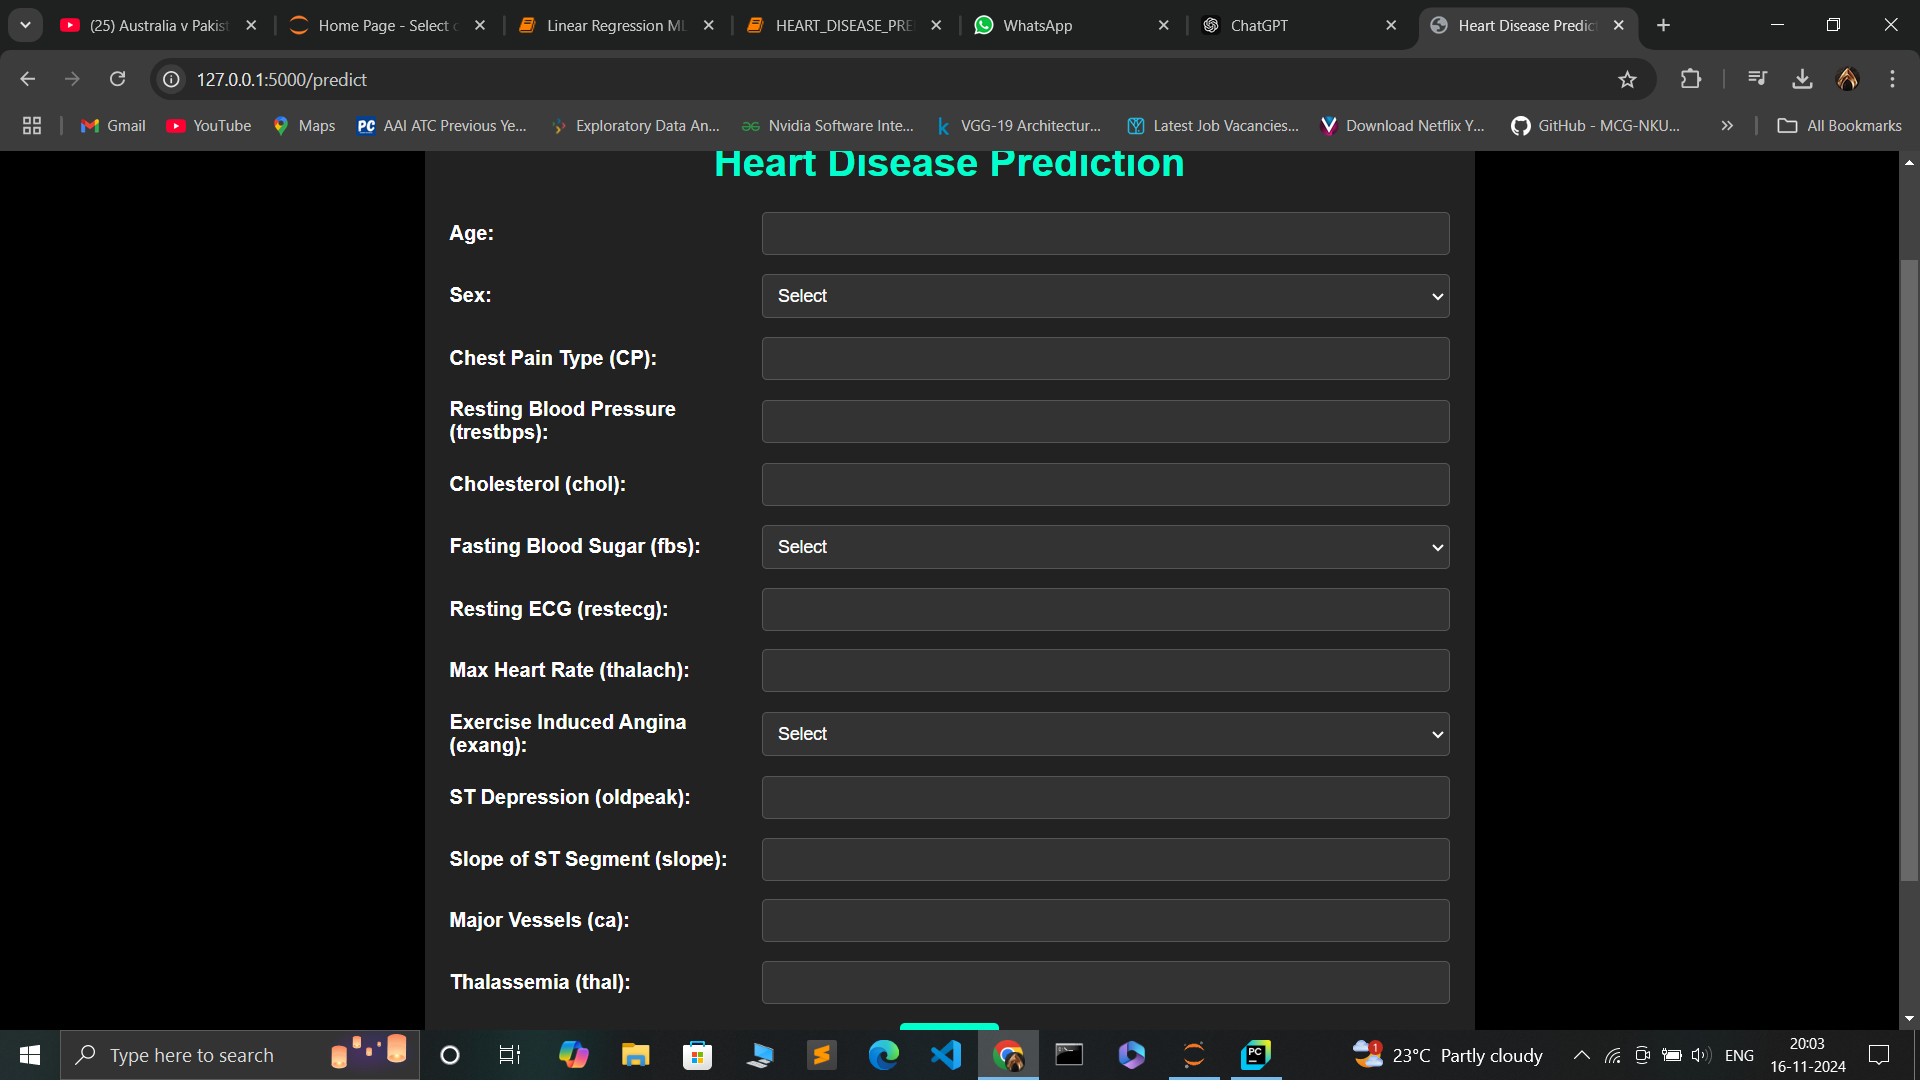 (25) Australia v Pakist
Home Page - Select c
Linear Regression ML
HEART_DISEASE_PRE
WhatsApp
ChatGPT
Heart Disease Predic
127.0.0.1:5000/predict
Gmail
YouTube
Maps
PC
AAI ATC Previous Ye...
Exploratory Data An...
Nvidia Software Inte...
VGG-19 Architectur...
Latest Job Vacancies...
Download Netflix Y...
GitHub - MCG-NKU...
All Bookmarks
Heart Disease Prediction
Age:
Sex:
Select
Chest Pain Type (CP):
Resting Blood Pressure
(trestbps):
Cholesterol (chol):
Fasting Blood Sugar (fbs):
Select
Resting ECG (restecg):
Max Heart Rate (thalach):
Exercise Induced Angina
(exang):
Select
ST Depression (oldpeak):
Slope of ST Segment (slope):
Major Vessels (ca):
Thalassemia (thal):
Type here to search
PC
1
23°C Partly cloudy
ENG
20:03
16-11-2024